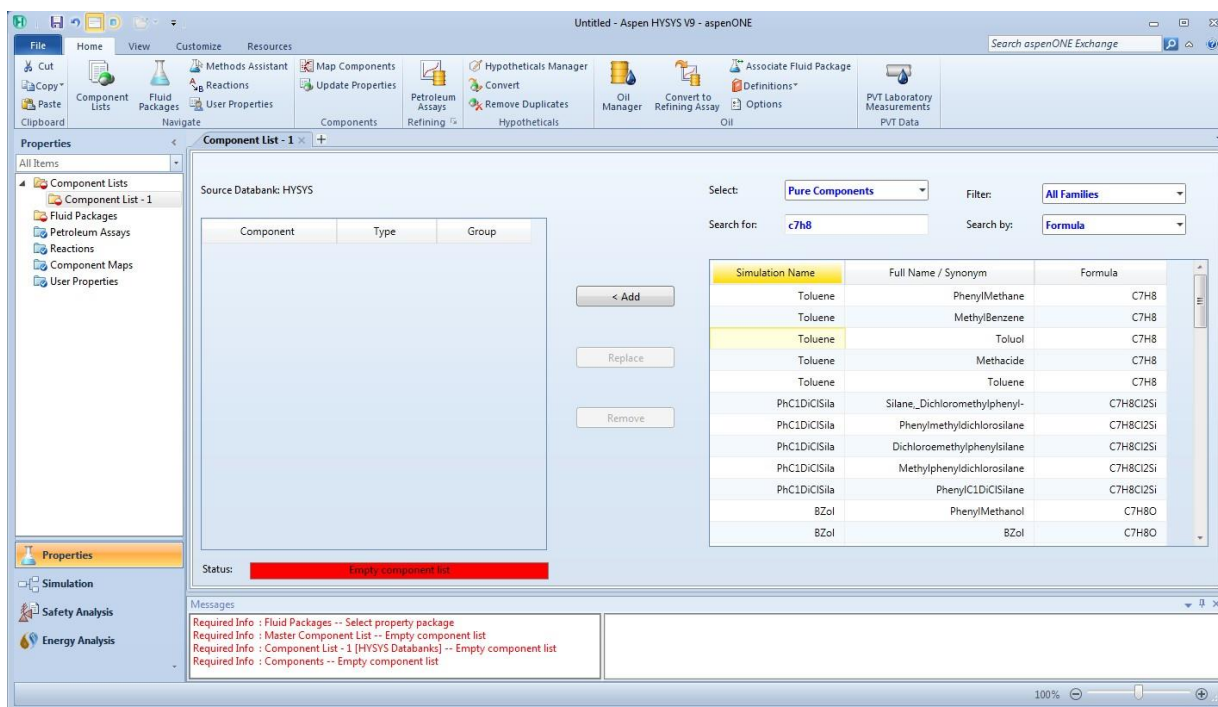 Untitled - Aspen HYSYS V9 - aspenONE
File Home View Customize Resources Search aspenONE Exchange
Cut Methods Assistant Map Components Hypotheticals Manager Associate Fluid Package
Copy Reactions Update Properties Convert Definitions
Paste Component Lists Fluid Packages User Properties Petroleum Assays Remove Duplicates Oil Manager Convert to Refining Assay Options PVT Laboratory Measurements
Clipboard Navigate Components Refining Hypotheticals Oil PVT Data
Properties < Component List - 1 × +
All Items
Component Lists
Component List - 1
Fluid Packages
Petroleum Assays
Reactions
Component Maps
User Properties
Source Databank: HYSYS Select: Pure Components Filter: All Families
Search for: c7h8 Search by: Formula
Component Type Group
< Add
Replace
Remove
Simulation Name Full Name / Synonym Formula
Toluene PhenylMethane C7H8
Toluene MethylBenzene C7H8
Toluene Toluol C7H8
Toluene Methacide C7H8
Toluene Toluene C7H8
PhC1DiClSila Silane,_Dichloromethylphenyl- C7H8Cl2Si
PhC1DiClSila Phenylmethyldichlorosilane C7H8Cl2Si
PhC1DiClSila Dichloroemethylphenylsilane C7H8Cl2Si
PhC1DiClSila Methylphenyldichlorosilane C7H8Cl2Si
PhC1DiClSila PhenylC1DiClSilane C7H8Cl2Si
BZol PhenylMethanol C7H8O
BZol BZol C7H8O
Status: Empty component list
Properties
Simulation
Safety Analysis
Energy Analysis
Messages
Required Info : Fluid Packages -- Select property package
Required Info : Master Component List -- Empty component list
Required Info : Component List - 1 [HYSYS Databanks] -- Empty component list
Required Info : Components -- Empty component list
100%